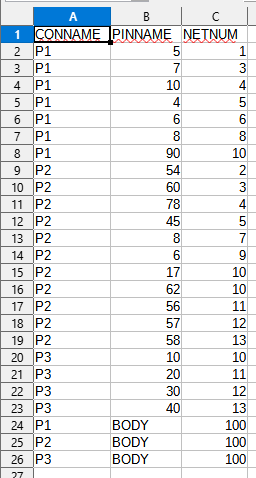 A B C
1 CONNAME PINNAME NETNUM
2 P1 5 1
3 P1 7 3
4 P1 10 4
5 P1 4 5
6 P1 6 6
7 P1 8 8
8 P1 90 10
9 P2 54 2
10 P2 60 3
11 P2 78 4
12 P2 45 5
13 P2 8 7
14 P2 6 9
15 P2 17 10
16 P2 62 10
17 P2 56 11
18 P2 57 12
19 P2 58 13
20 P3 10 10
21 P3 20 11
22 P3 30 12
23 P3 40 13
24 P1 BODY 100
25 P2 BODY 100
26 P3 BODY 100
27